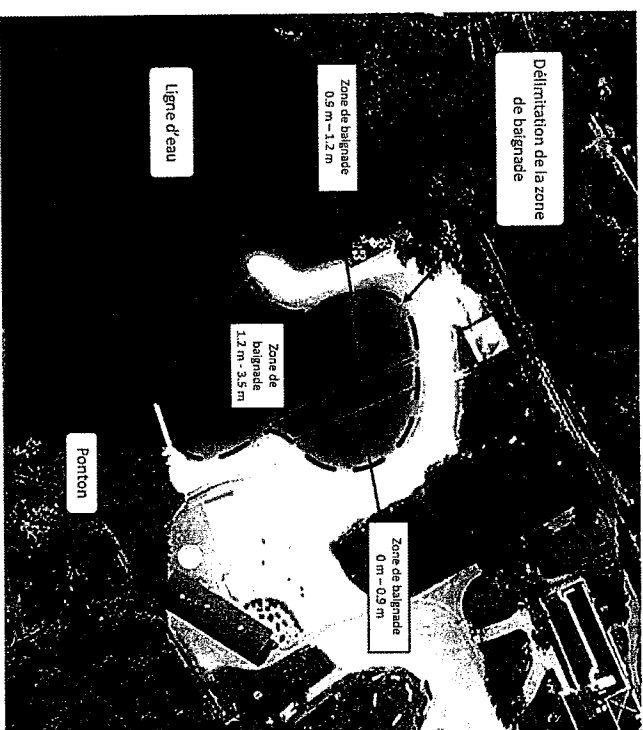 Délimitation de la zone
de baignade
Zone de baignade
0.9 m – 1.2 m
Ligne d'eau
Zone de
baignade
1.2 m - 3.5 m
Zone de baignade
0 m – 0.9 m
Ponton